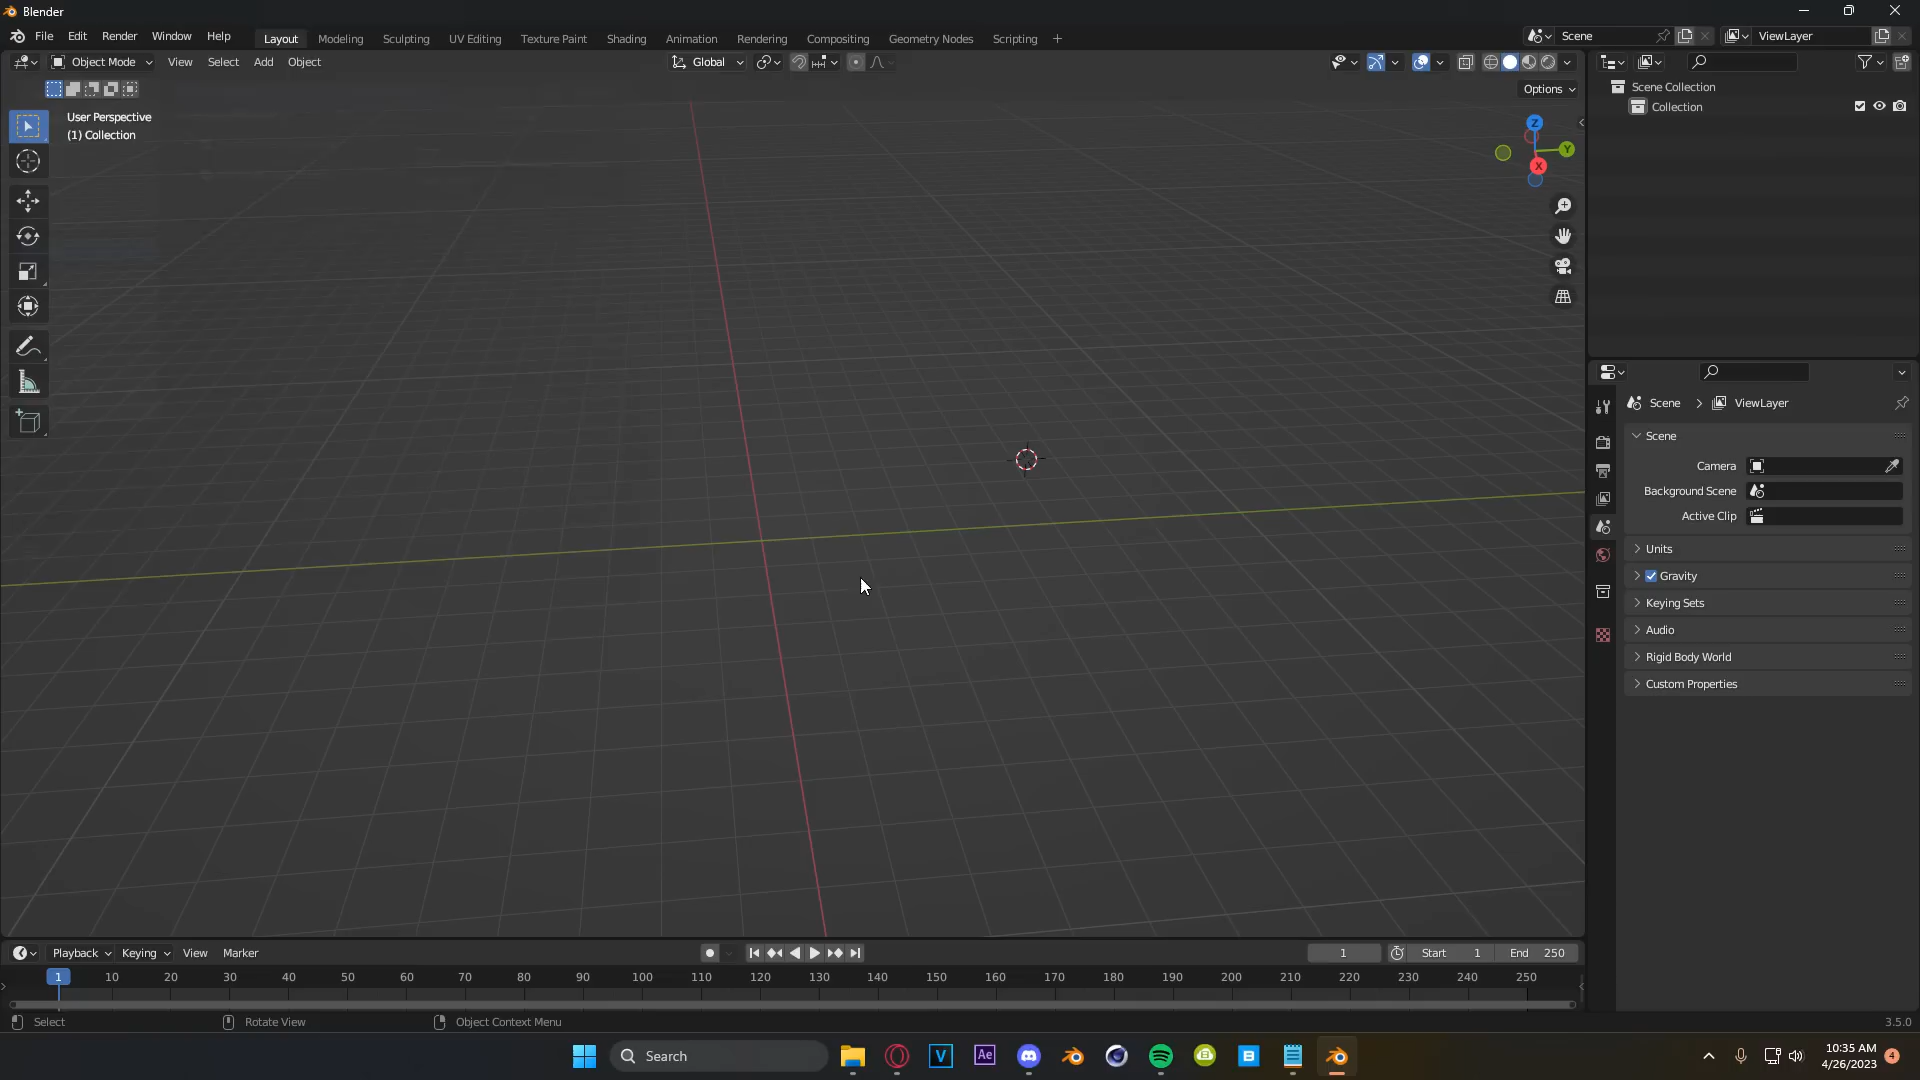 Blender
File Edit Render Window Help Layout Modeling Sculpting UV Editing Texture Paint Shading Animation Rendering Compositing Geometry Nodes Scripting + Scene ViewLayer
Object Mode View Select Add Object Global
Options
User Perspective
(1) Collection
Z
Y
X
Scene Collection
Collection
Scene > ViewLayer
Scene
Camera
Background Scene
Active Clip
Units
Gravity
Keying Sets
Audio
Rigid Body World
Custom Properties
Playback Keying View Marker 1 Start 1 End 250
1 10 20 30 40 50 60 70 80 90 100 110 120 130 140 150 160 170 180 190 200 210 220 230 240 250
Select Rotate View Object Context Menu 3.5.0
Search V Ae B 10:35 AM 4
4/26/2023